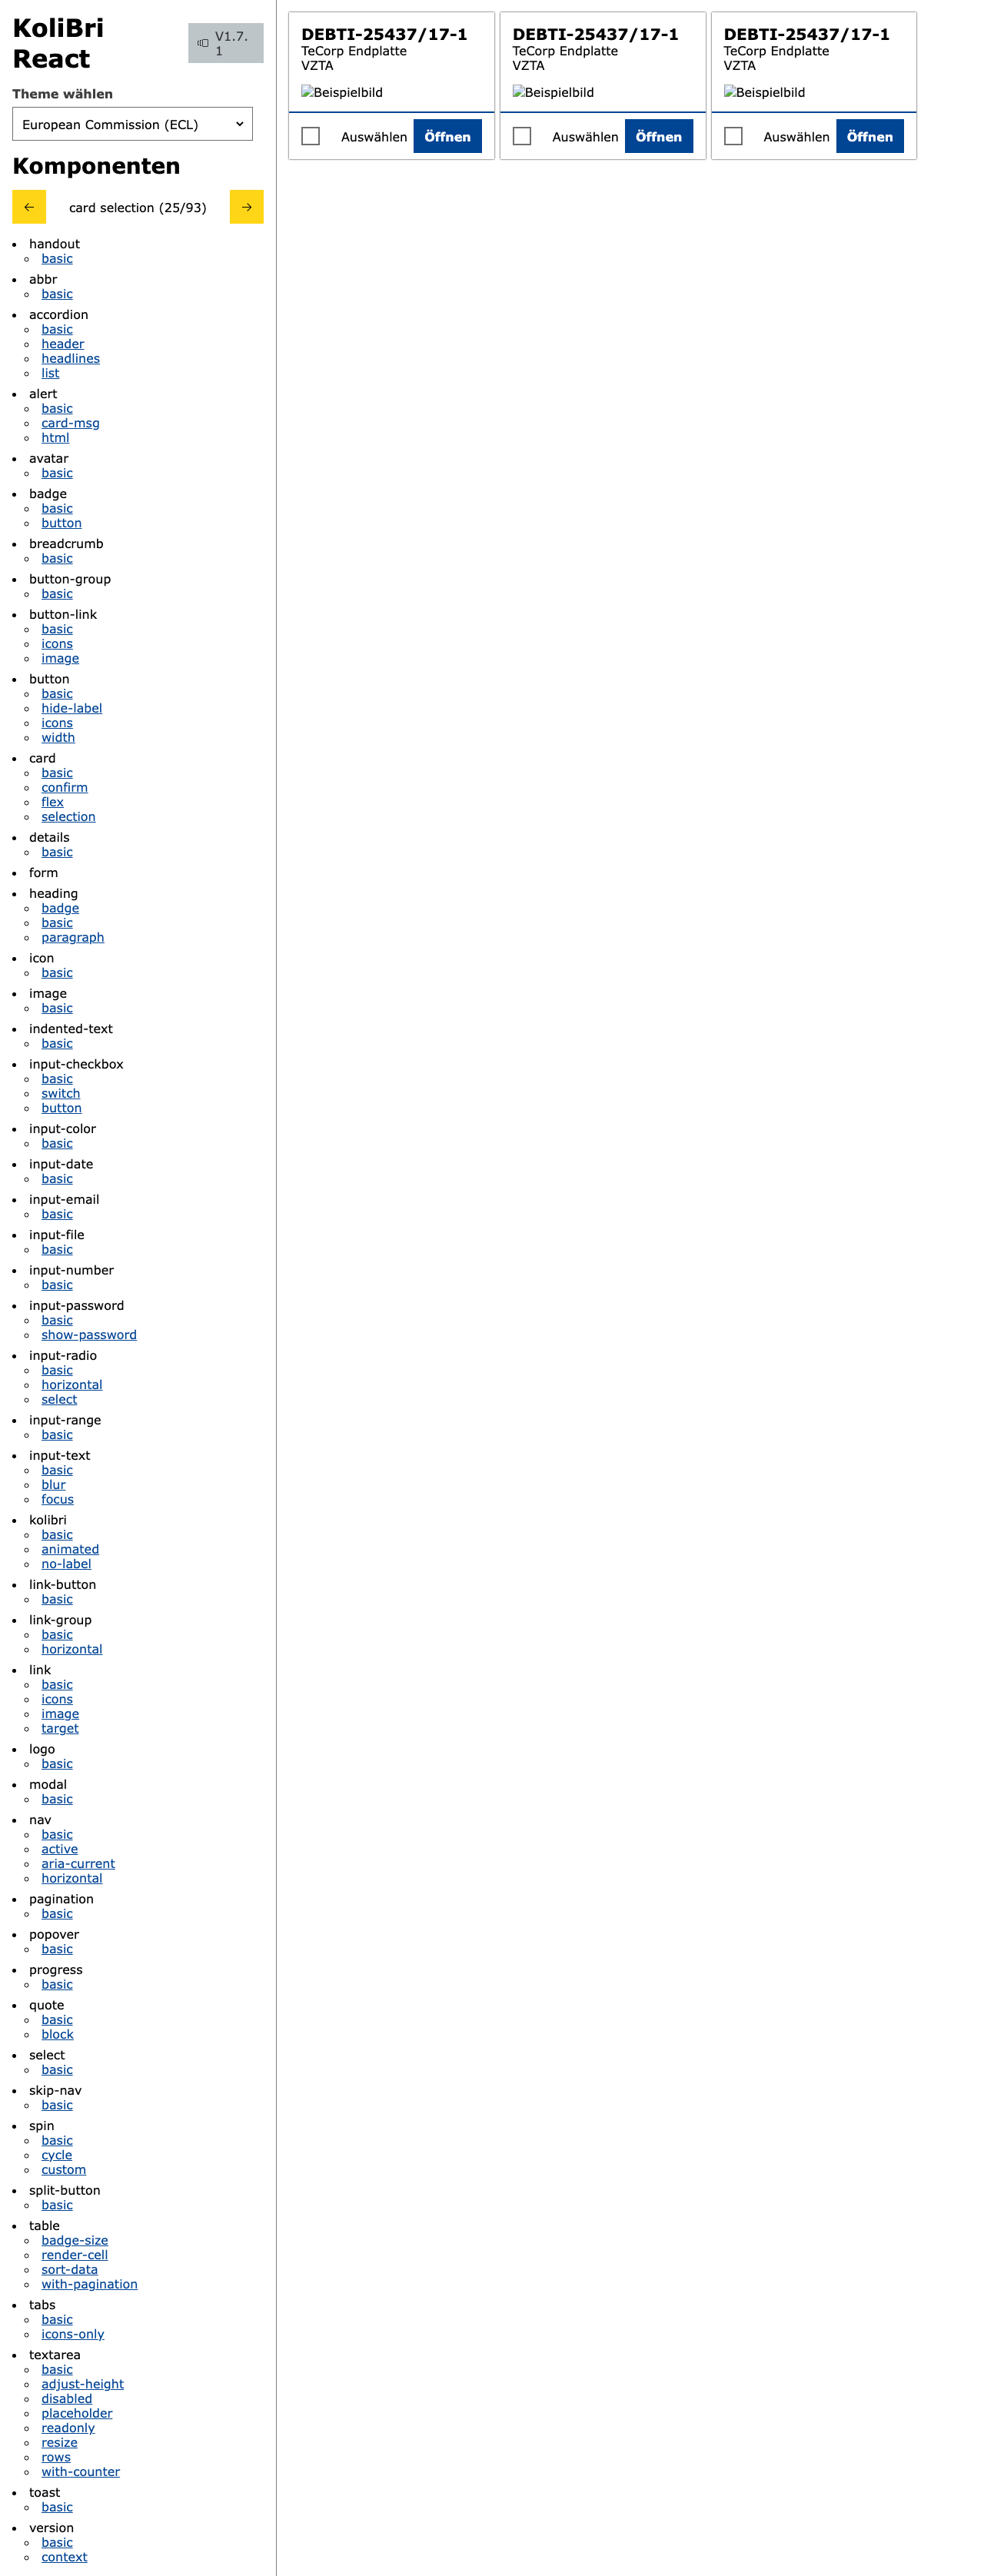 KoliBri
React
V1.7.
1
Theme wählen
European Commission (ECL)
Komponenten
card selection (25/93)
handout
basic
abbr
basic
accordion
basic
header
headlines
list
alert
basic
card-msg
html
avatar
basic
badge
basic
button
breadcrumb
basic
button-group
basic
button-link
basic
icons
image
button
basic
hide-label
icons
width
card
basic
confirm
flex
selection
details
basic
form
heading
badge
basic
paragraph
icon
basic
image
basic
indented-text
basic
input-checkbox
basic
switch
button
input-color
basic
input-date
basic
input-email
basic
input-file
basic
input-number
basic
input-password
basic
show-password
input-radio
basic
horizontal
select
input-range
basic
input-text
basic
blur
focus
kolibri
basic
animated
no-label
link-button
basic
link-group
basic
horizontal
link
basic
icons
image
target
logo
basic
modal
basic
nav
basic
active
aria-current
horizontal
pagination
basic
popover
basic
progress
basic
quote
basic
block
select
basic
skip-nav
basic
spin
basic
cycle
custom
split-button
basic
table
badge-size
render-cell
sort-data
with-pagination
tabs
basic
icons-only
textarea
basic
adjust-height
disabled
placeholder
readonly
resize
rows
with-counter
toast
basic
version
basic
context
DEBTI-25437/17-1
TeCorp Endplatte
VZTA
Beispielbild
Auswählen Öffnen
DEBTI-25437/17-1
TeCorp Endplatte
VZTA
Beispielbild
Auswählen Öffnen
DEBTI-25437/17-1
TeCorp Endplatte
VZTA
Beispielbild
Auswählen Öffnen